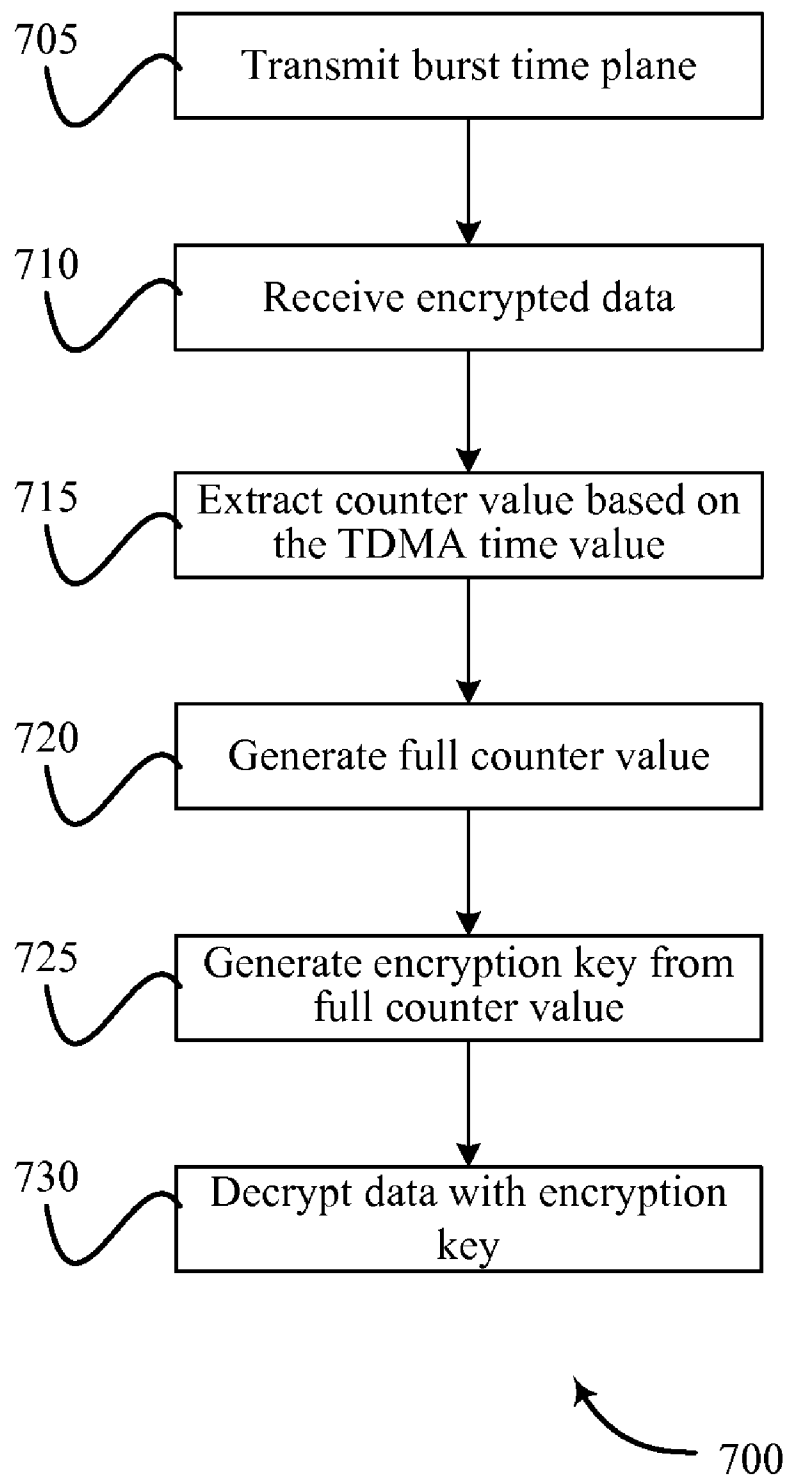 705
Transmit burst time plane
710
Receive encrypted data
715
Extract counter value based on
the TDMA time value
720
Generate full counter value
725
Generate encryption key from
full counter value
730
Decrypt data with encryption
key
700